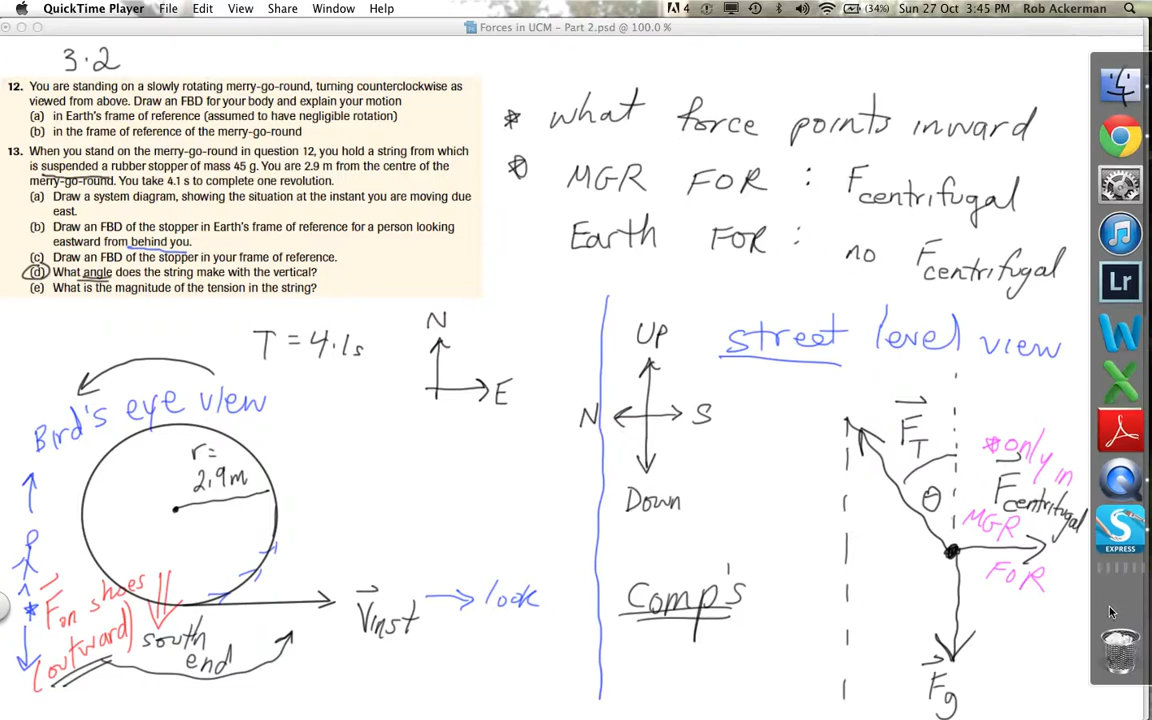 QuickTime Player File Edit View Share Window Help 4 (34%) Sun 27 Oct 3:45 PM Rob Ackerman
Forces in UCM - Part 2.psd @ 100.0 %
3.2
12. You are standing on a slowly rotating merry-go-round, turning counterclockwise as
viewed from above. Draw an FBD for your body and explain your motion
(a) in Earth's frame of reference (assumed to have negligible rotation)
(b) in the frame of reference of the merry-go-round
13. When you stand on the merry-go-round in question 12, you hold a string from which
is suspended a rubber stopper of mass 45 g. You are 2.9 m from the centre of the
merry-go-round. You take 4.1 s to complete one revolution.
(a) Draw a system diagram, showing the situation at the instant you are moving due
east.
(b) Draw an FBD of the stopper in Earth's frame of reference for a person looking
eastward from behind you.
(c) Draw an FBD of the stopper in your frame of reference.
(d) What angle does the string make with the vertical?
(e) What is the magnitude of the tension in the string?
* what force points inward
* MGR FOR : Fcentrifugal
Earth FOR : no Fcentrifugal
T = 4.1s
N
E
Bird's eye view
r=
2.9m
Vinst → look
* Fon shoes
(outward)
south
end
street level view
UP
N S
Down
Comp's
FT
θ
*only in
Fcentrifugal
MGR
FOR
Fg
Lr
W
X
S
EXPRESS